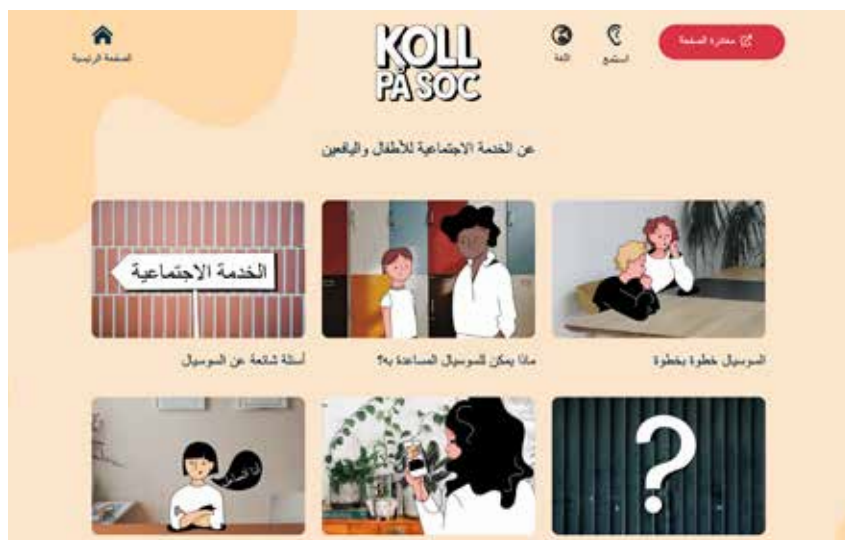 مغادرة الصفحة
استمع
اللغة
KOLL
PÅ SOC
الصفحة الرئيسية
عن الخدمة الاجتماعية للأطفال واليافعين
الخدمة الاجتماعية
السوسيال خطوة بخطوة
ماذا يمكن للسوسيال المساعدة به؟
أسئلة شائعة عن السوسيال
?